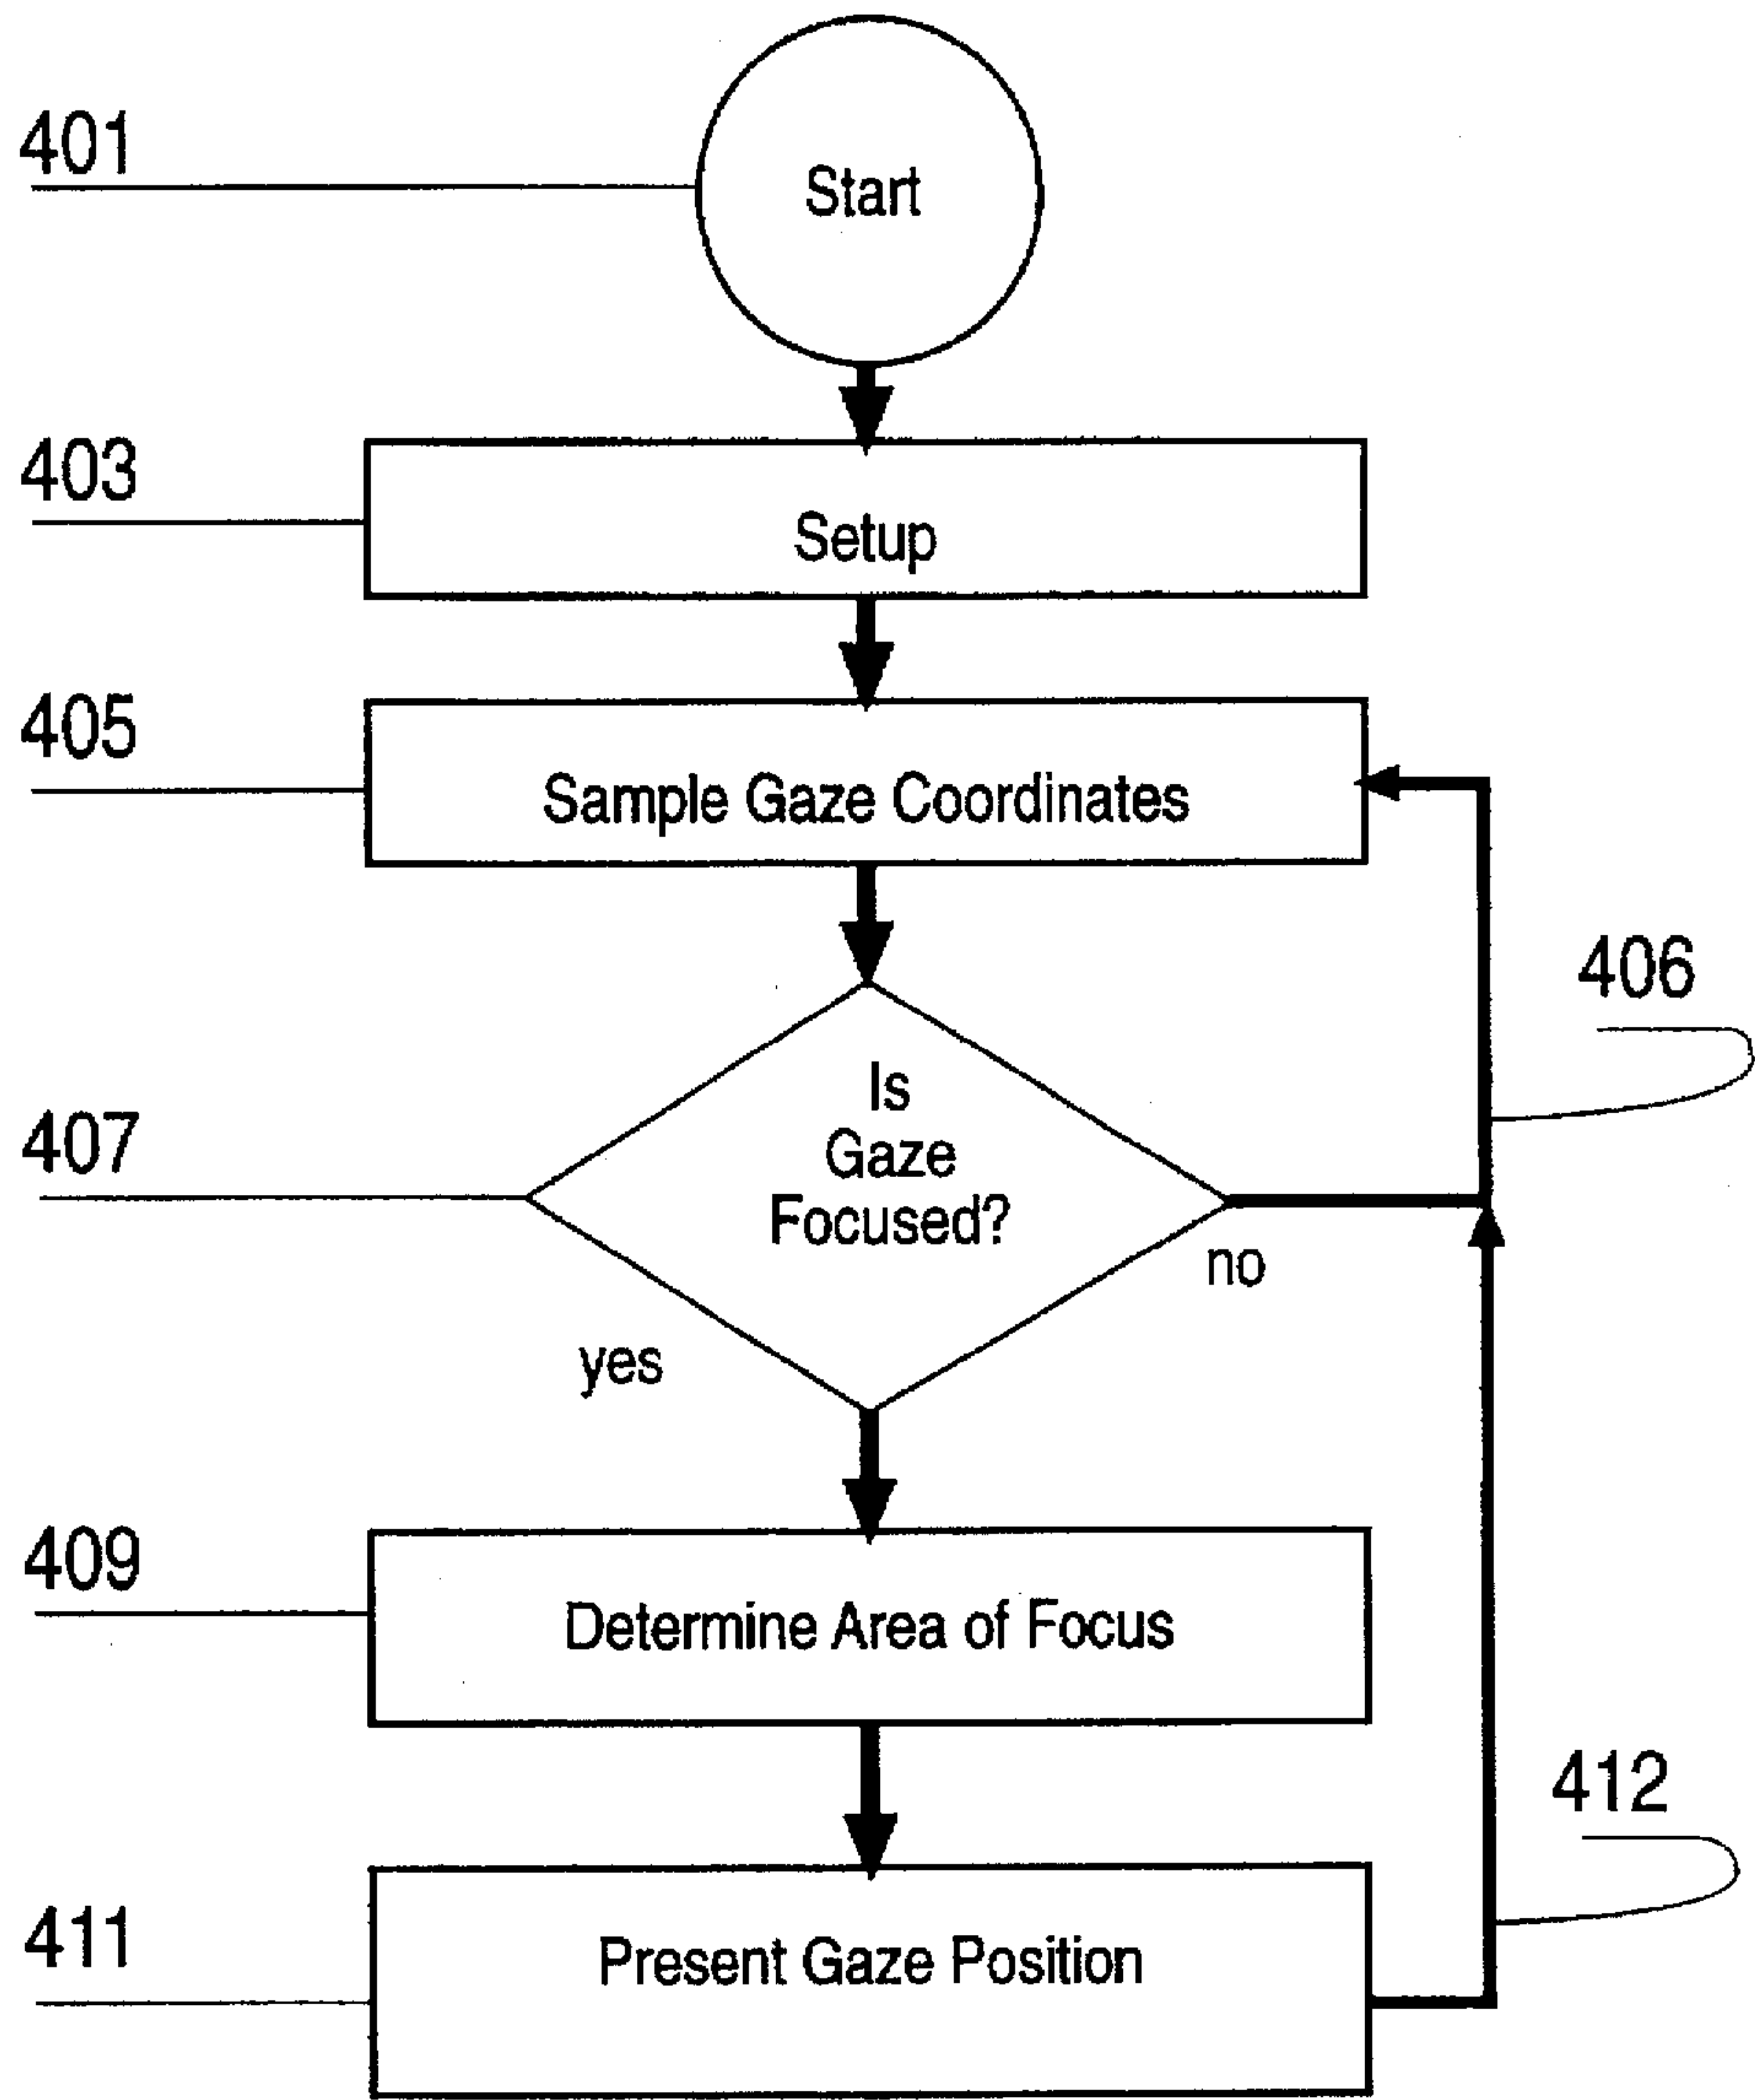 401
Start
403
Setup
405
Sample Gaze Coordinates
406
407
Is
Gaze
Focused?
no
yes
409
Determine Area of Focus
412
411
Present Gaze Position